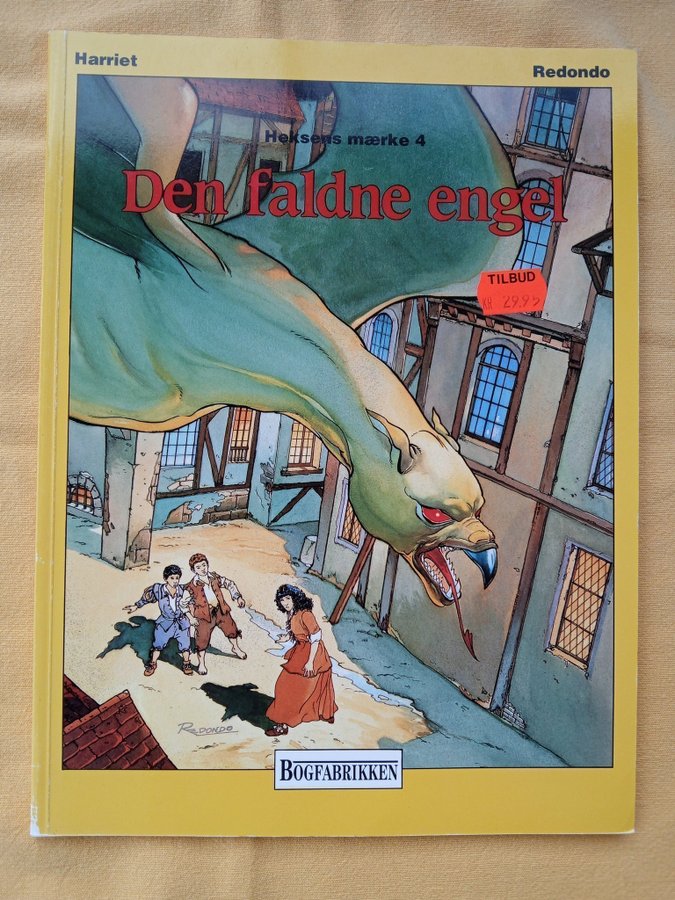 Harriet
Redondo
Heksens mærke 4
Den faldne engel
TILBUD
KR 29.95
REDONDO
BOGFABRIKKEN